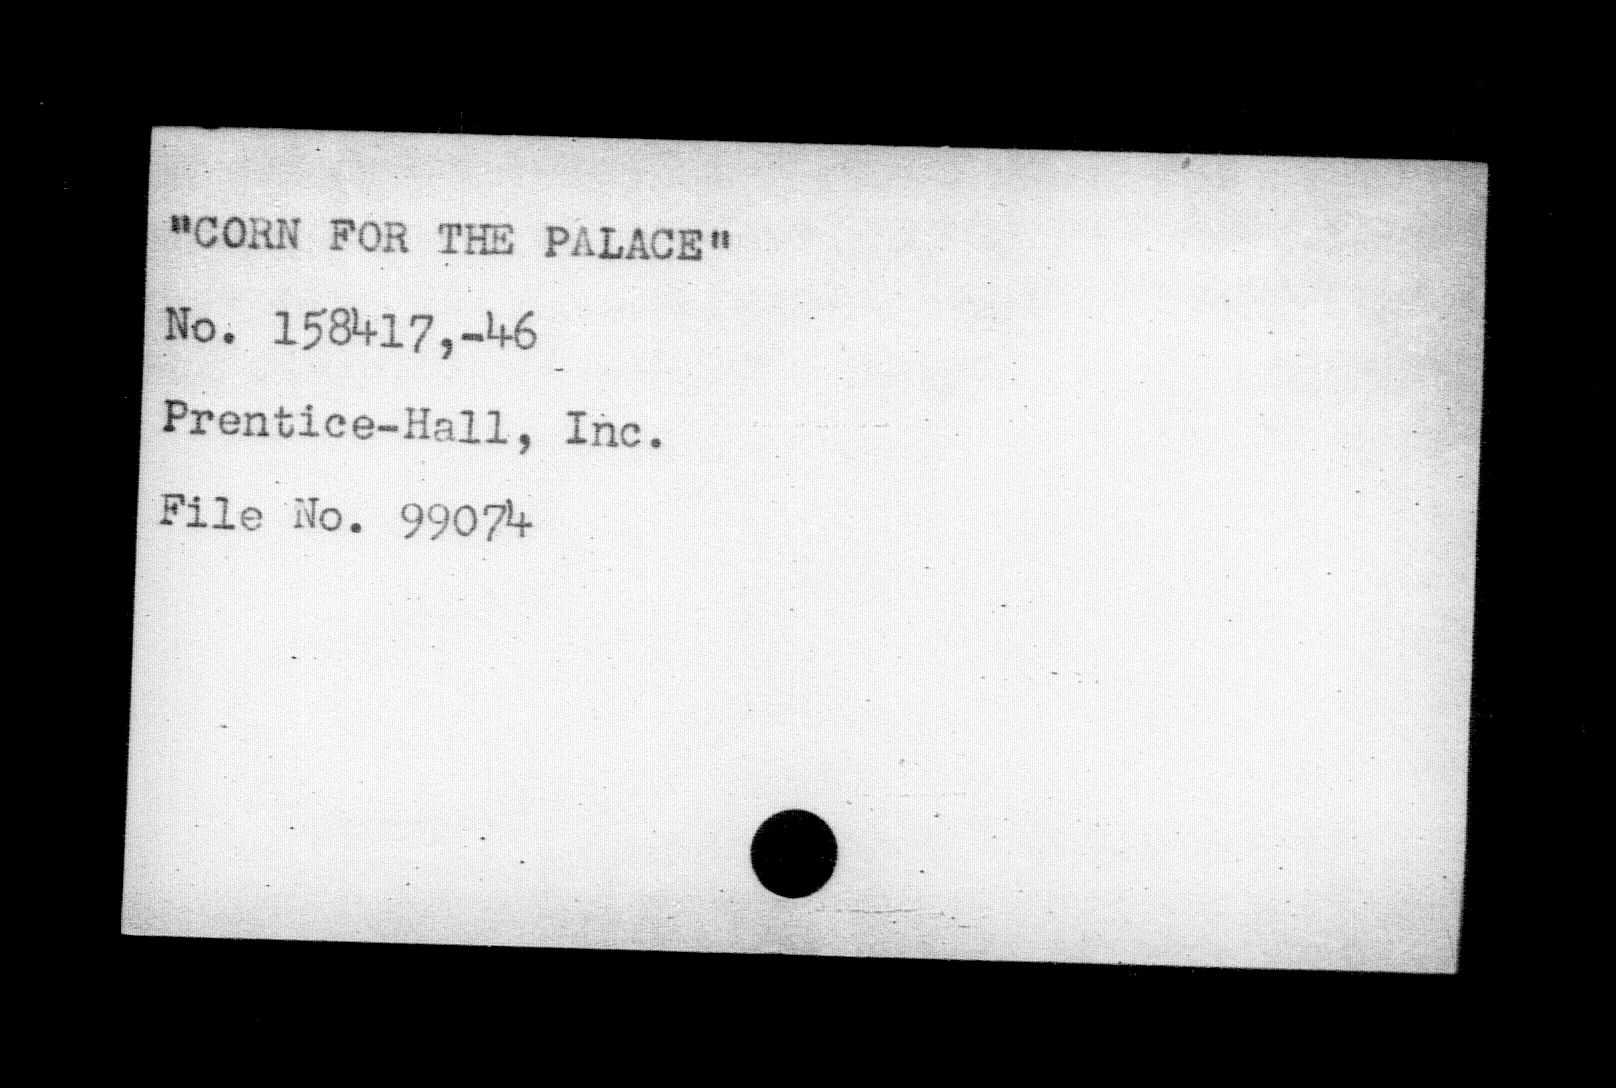 "CORN FOR THE PALACE"
No. 158417,-46
Prentice-Hall, Inc.
File No. 99074